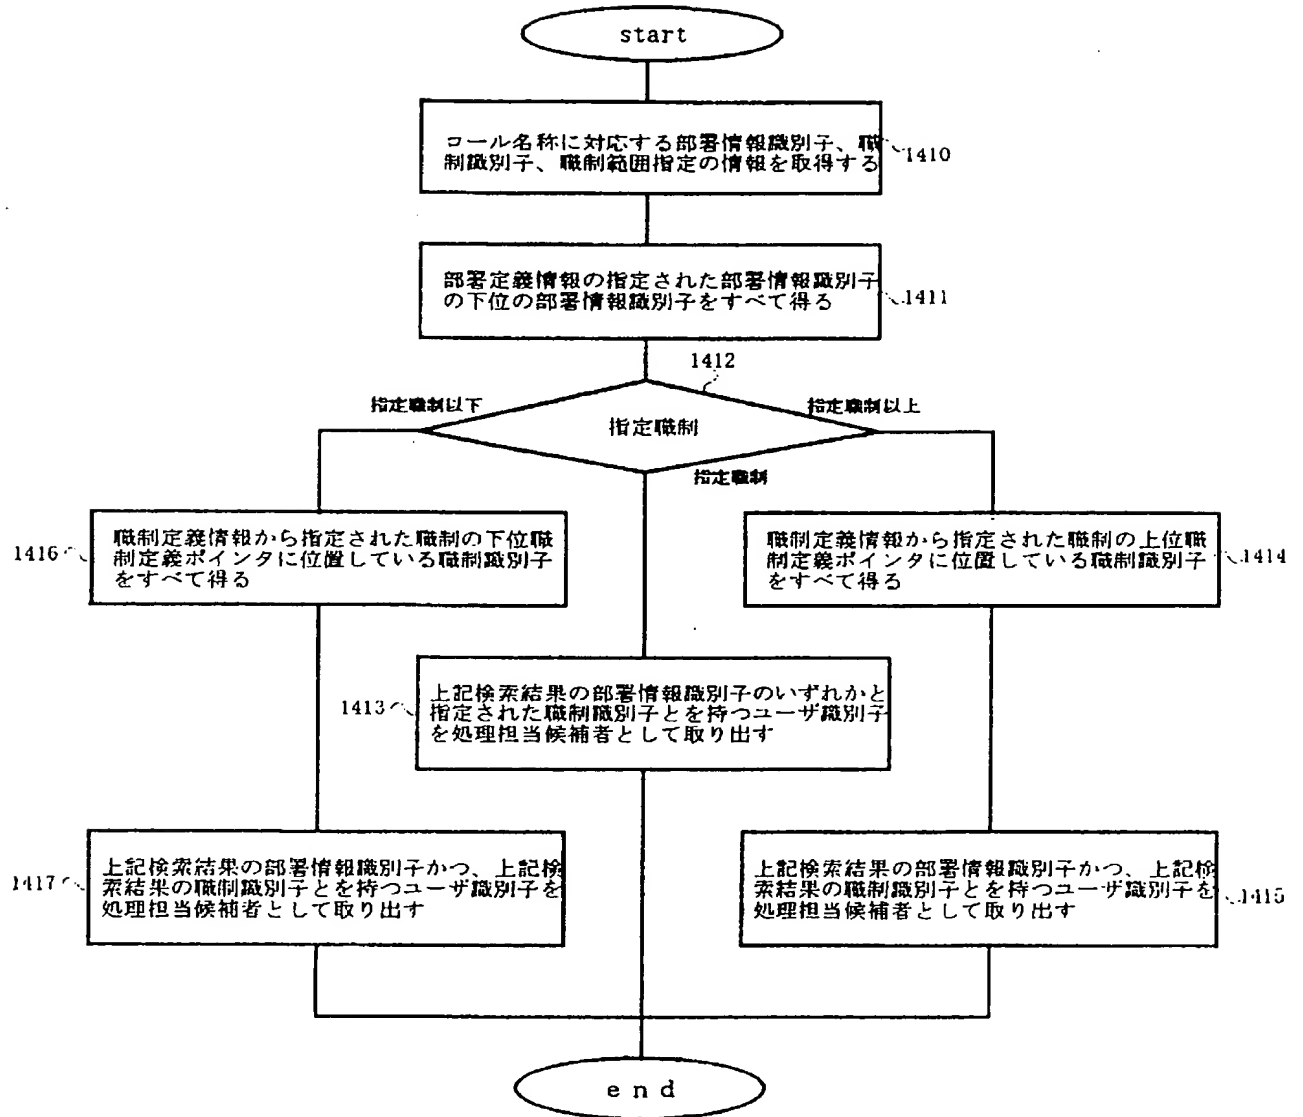 start
ロール名称に対応する部署情報識別子、職
制識別子、職制範囲指定の情報を取得する
1410
部署定義情報の指定された部署情報識別子
の下位の部署情報識別子をすべて得る
1411
1412
指定職制以下
指定職制以上
指定職制
指定職制
職制定義情報から指定された職制の下位職
制定義ポインタに位置している職制識別子
をすべて得る
1416
職制定義情報から指定された職制の上位職
制定義ポインタに位置している職制識別子
をすべて得る
1414
上記検索結果の部署情報識別子のいずれかと
指定された職制識別子とを持つユーザ識別子
を処理担当候補者として取り出す
1413
上記検索結果の部署情報識別子かつ、上記検
索結果の職制識別子とを持つユーザ識別子を
処理担当候補者として取り出す
1417
上記検索結果の部署情報識別子かつ、上記検
索結果の職制識別子とを持つユーザ識別子を
処理担当候補者として取り出す
1415
end